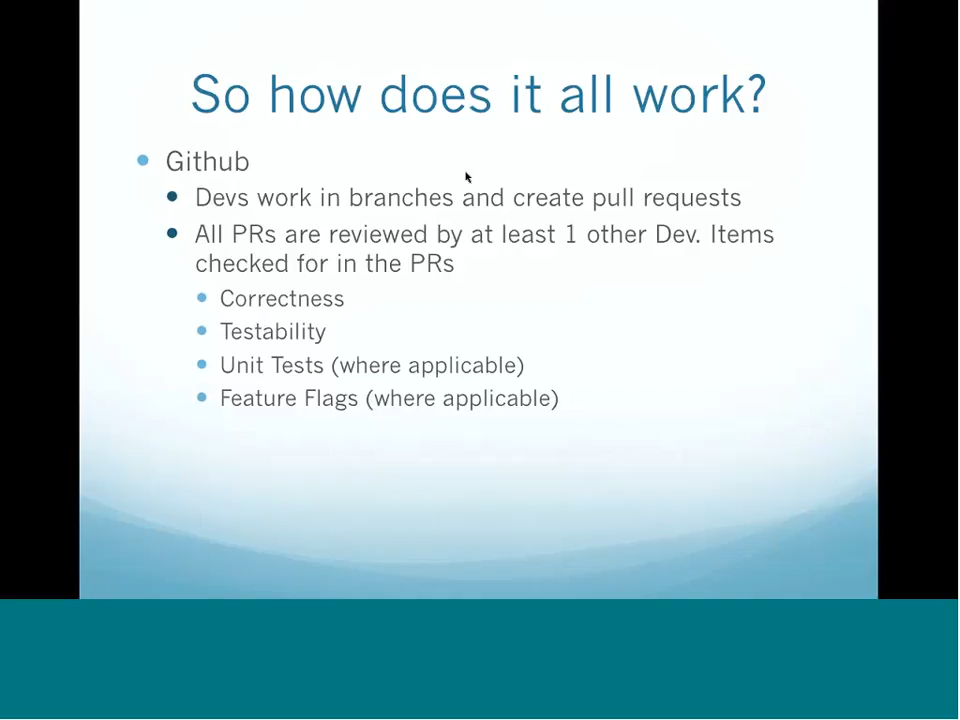 So how does it all work?
Github
Devs work in branches and create pull requests
All PRs are reviewed by at least 1 other Dev. Items
checked for in the PRs
Correctness
Testability
Unit Tests (where applicable)
Feature Flags (where applicable)